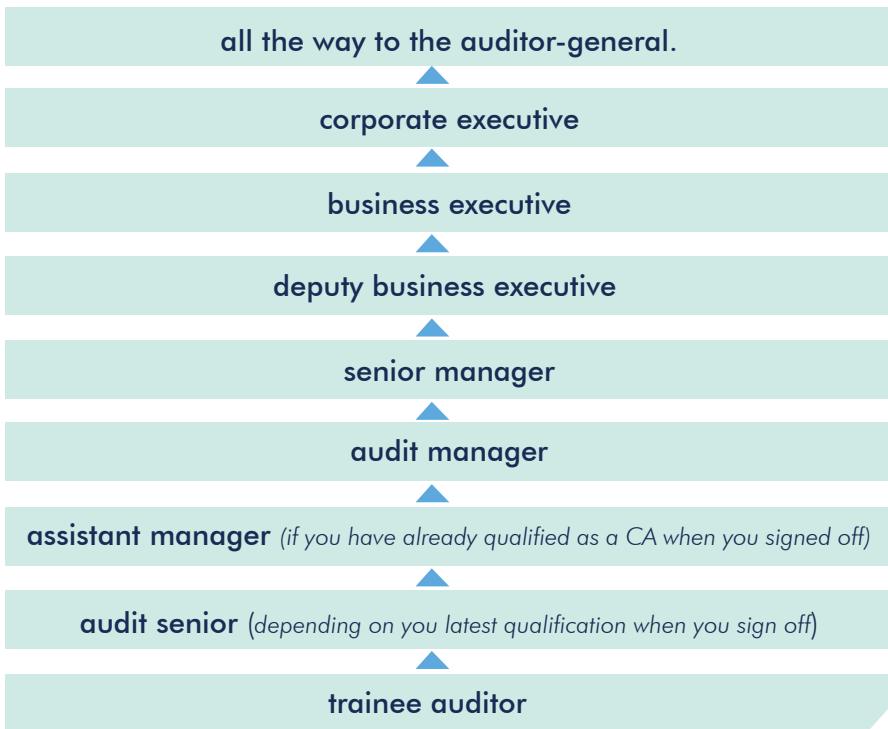 all the way to the auditor-general.
corporate executive
business executive
deputy business executive
senior manager
audit manager
assistant manager (if you have already qualified as a CA when you signed off)
audit senior (depending on you latest qualification when you sign off)
trainee auditor